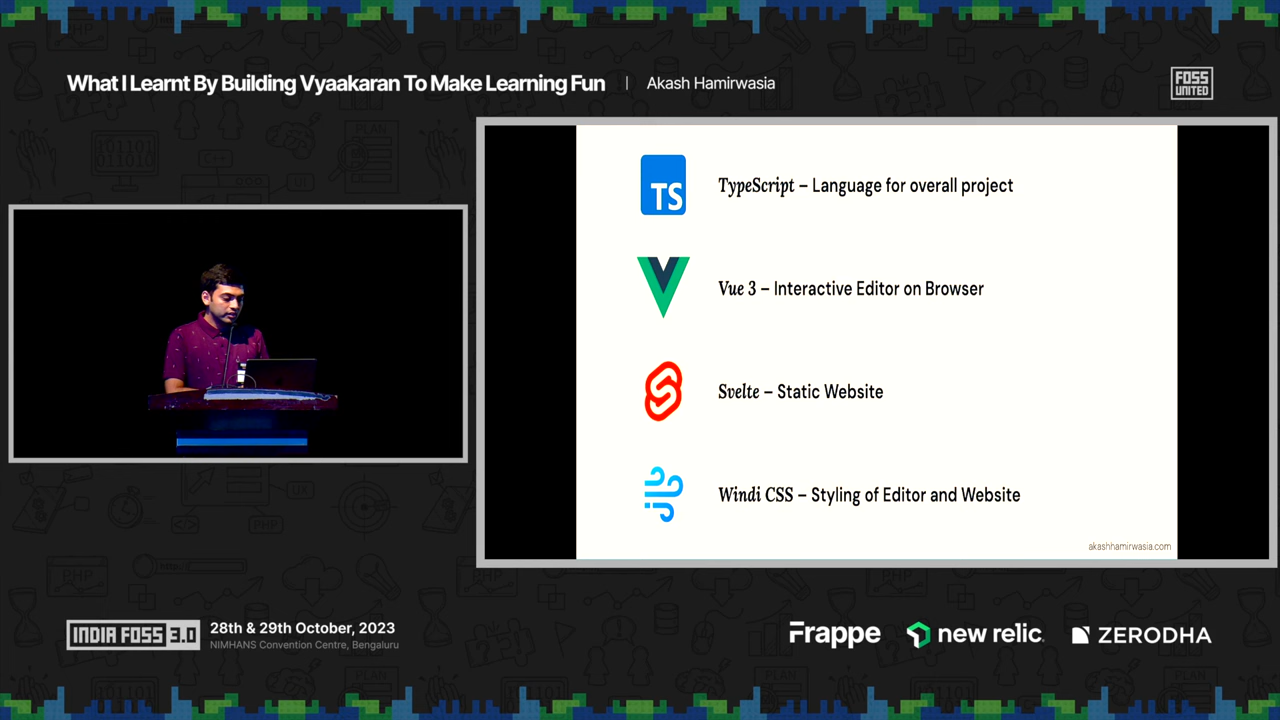 What I Learnt By Building Vyaakaran To Make Learning Fun | Akash Hamirwasia
FOSS
UNITED
TS
TypeScript – Language for overall project
Vue 3 – Interactive Editor on Browser
Svelte – Static Website
Windi CSS – Styling of Editor and Website
akashhamirwasia.com
INDIA FOSS 3.0
28th & 29th October, 2023
NIMHANS Convention Centre, Bengaluru
Frappe
new relic
ZERODHA